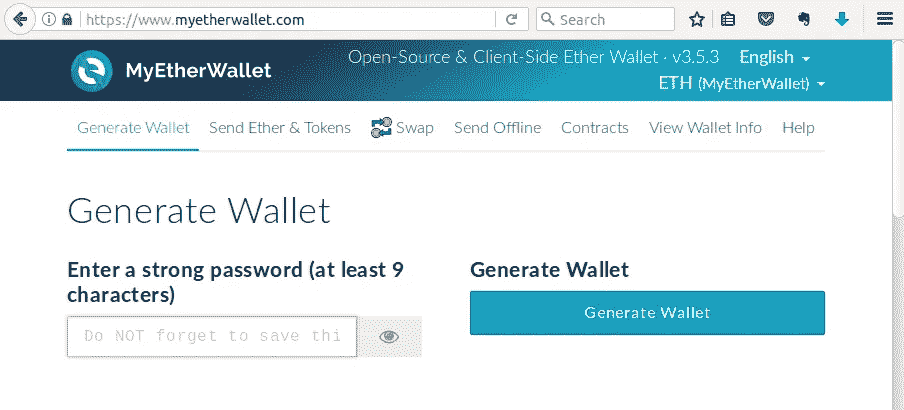 https://www.myetherwallet.com
Search
MyEtherWallet
Open-Source & Client-Side Ether Wallet · v3.5.3 English
ETH (MyEtherWallet)
Generate Wallet Send Ether & Tokens Swap Send Offline Contracts View Wallet Info Help
Generate Wallet
Enter a strong password (at least 9
characters)
Do NOT forget to save thi
Generate Wallet
Generate Wallet